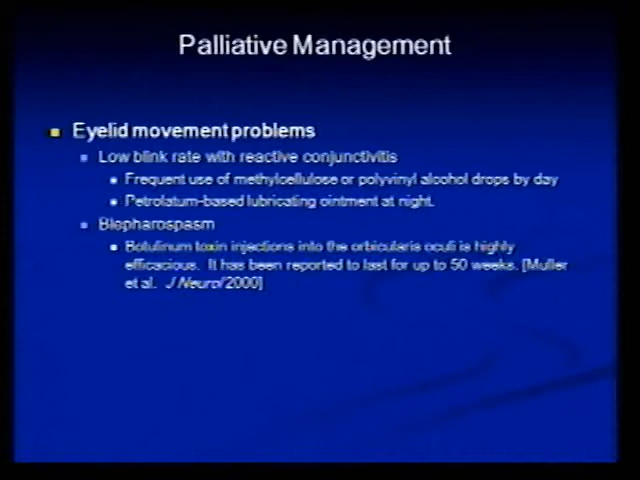 Palliative Management
Eyelid movement problems
Low blink rate with reactive conjunctivitis
Frequent use of methylcellulose or polyvinyl alcohol drops by day
Petrolatum-based lubricating ointment at night.
Blepharospasm
Botulinum toxin injections into the orbicularis oculi is highly
efficacious. It has been reported to last for up to 50 weeks. [Muller
et al. J Neurol 2000]